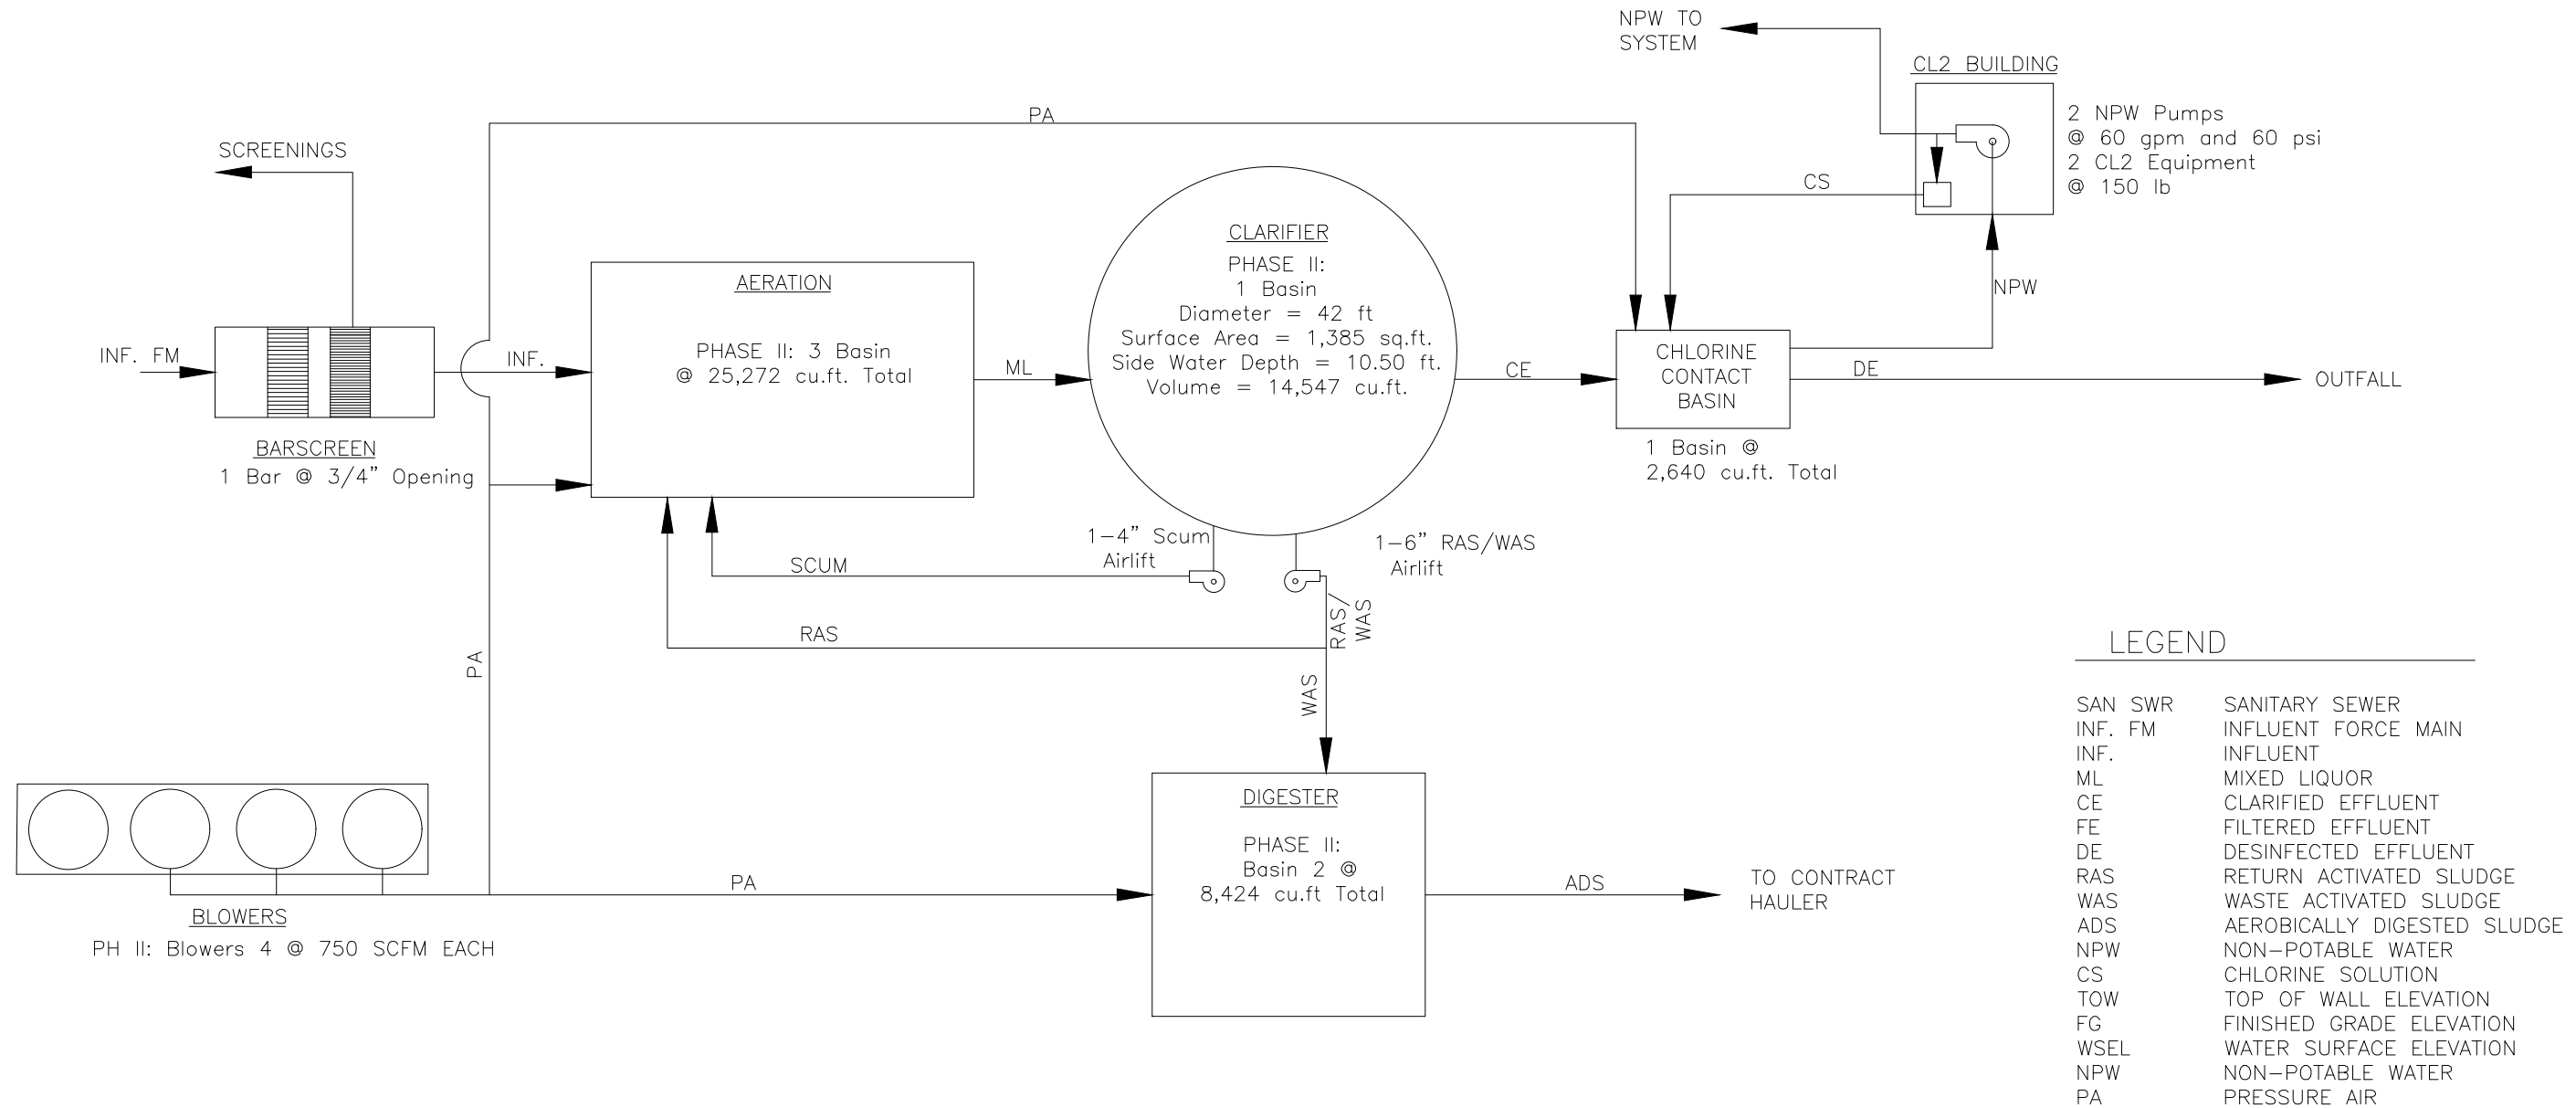 NPW TO
SYSTEM
CL2 BUILDING
2 NPW Pumps
@ 60 gpm and 60 psi
2 CL2 Equipment
@ 150 lb
PA
SCREENINGS
CS
CLARIFIER
PHASE II:
1 Basin
Diameter = 42 ft
Surface Area = 1,385 sq.ft.
Side Water Depth = 10.50 ft.
Volume = 14,547 cu.ft.
AERATION
PHASE II: 3 Basin
@ 25,272 cu.ft. Total
NPW
INF. FM
INF.
ML
CE
CHLORINE
CONTACT
BASIN
DE
OUTFALL
BARSCREEN
1 Bar @ 3/4" Opening
1 Basin @
2,640 cu.ft. Total
1-4" Scum
Airlift
1-6" RAS/WAS
Airlift
SCUM
RAS/
WAS
RAS
PA
WAS
DIGESTER
PHASE II:
Basin 2 @
8,424 cu.ft Total
PA
ADS
TO CONTRACT
HAULER
BLOWERS
PH II: Blowers 4 @ 750 SCFM EACH
LEGEND
SAN SWR SANITARY SEWER
INF. FM INFLUENT FORCE MAIN
INF. INFLUENT
ML MIXED LIQUOR
CE CLARIFIED EFFLUENT
FE FILTERED EFFLUENT
DE DESINFECTED EFFLUENT
RAS RETURN ACTIVATED SLUDGE
WAS WASTE ACTIVATED SLUDGE
ADS AEROBICALLY DIGESTED SLUDGE
NPW NON-POTABLE WATER
CS CHLORINE SOLUTION
TOW TOP OF WALL ELEVATION
FG FINISHED GRADE ELEVATION
WSEL WATER SURFACE ELEVATION
NPW NON-POTABLE WATER
PA PRESSURE AIR